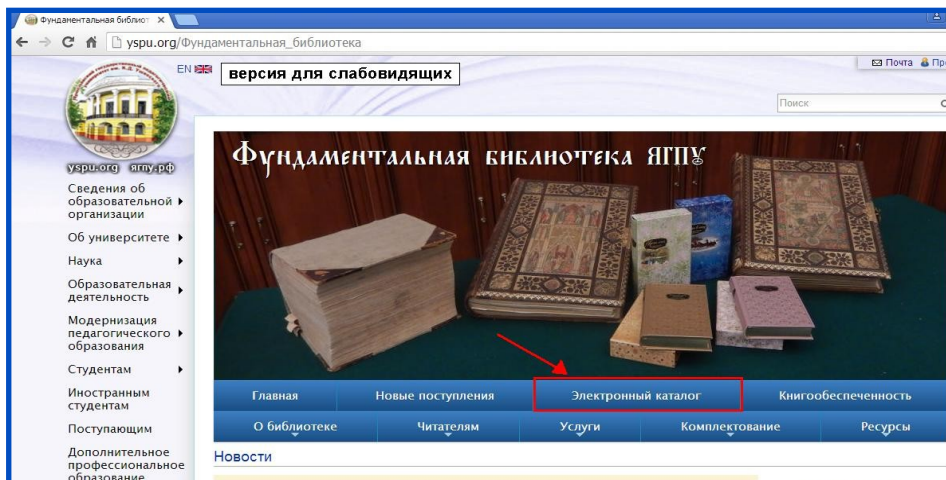 Фундаментальная библиот
yspu.org/Фундаментальная_библиотека
EN
версия для слабовидящих
Почта
Пр
Поиск
yspu.org ягпу.рф
Сведения об
образовательной
организации
Об университете
Наука
Образовательная
деятельность
Модернизация
педагогического
образования
Студентам
Иностранным
студентам
Поступающим
Дополнительное
профессиональное
образование
Фундаментальная библиотека ЯГПУ
Главная Новые поступления Электронный каталог Книгообеспеченность
О библиотеке Читателям Услуги Комплектование Ресурсы
Новости